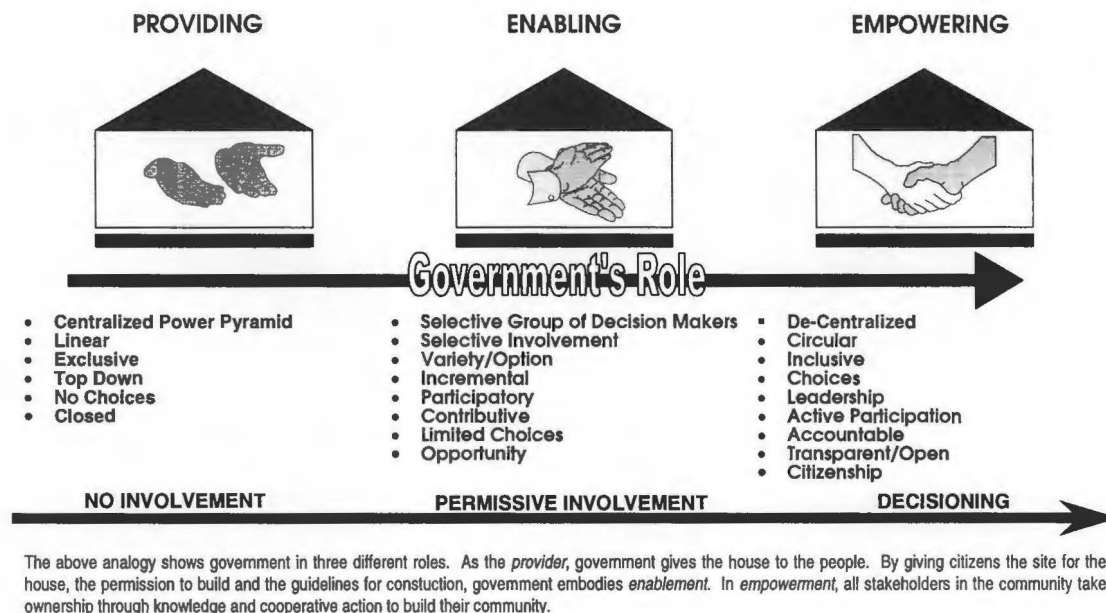 PROVIDING
ENABLING
EMPOWERING
Government's Role
• Centralized Power Pyramid
• Linear
• Exclusive
• Top Down
• No Choices
• Closed
• Selective Group of Decision Makers
• Selective Involvement
• Variety/Option
• Incremental
• Participatory
• Contributive
• Limited Choices
• Opportunity
▪ De-Centralized
• Circular
• Inclusive
• Choices
• Leadership
• Active Participation
• Accountable
• Transparent/Open
• Citizenship
NO INVOLVEMENT
PERMISSIVE INVOLVEMENT
DECISIONING
The above analogy shows government in three different roles. As the provider, government gives the house to the people. By giving citizens the site for the
house, the permission to build and the guidelines for constuction, government embodies enablement. In empowerment, all stakeholders in the community take
ownership through knowledge and cooperative action to build their community.